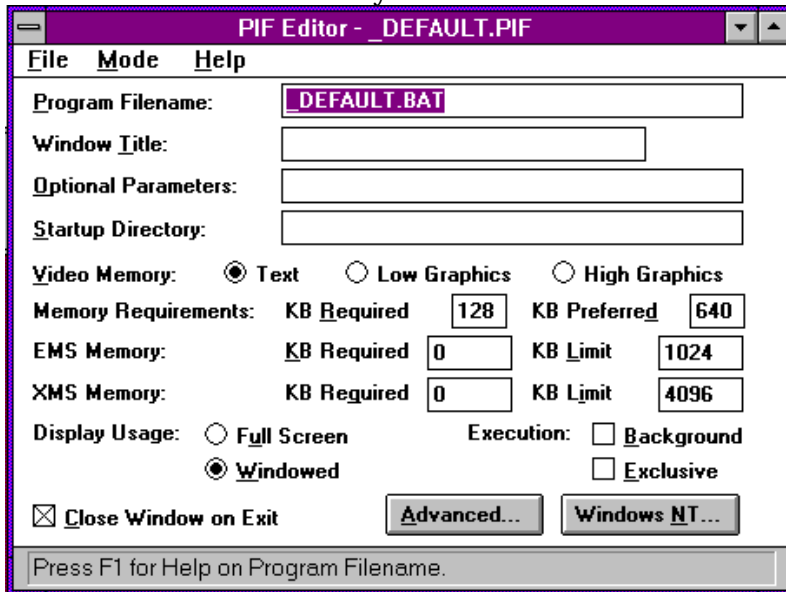 PIF Editor - _DEFAULT.PIF
File Mode Help
Program Filename: _DEFAULT.BAT
Window Title:
Optional Parameters:
Startup Directory:
Video Memory: Text Low Graphics High Graphics
Memory Requirements: KB Required 128 KB Preferred 640
EMS Memory: KB Required 0 KB Limit 1024
XMS Memory: KB Required 0 KB Limit 4096
Display Usage: Full Screen Execution: Background
Windowed Exclusive
Close Window on Exit Advanced... Windows NT...
Press F1 for Help on Program Filename.